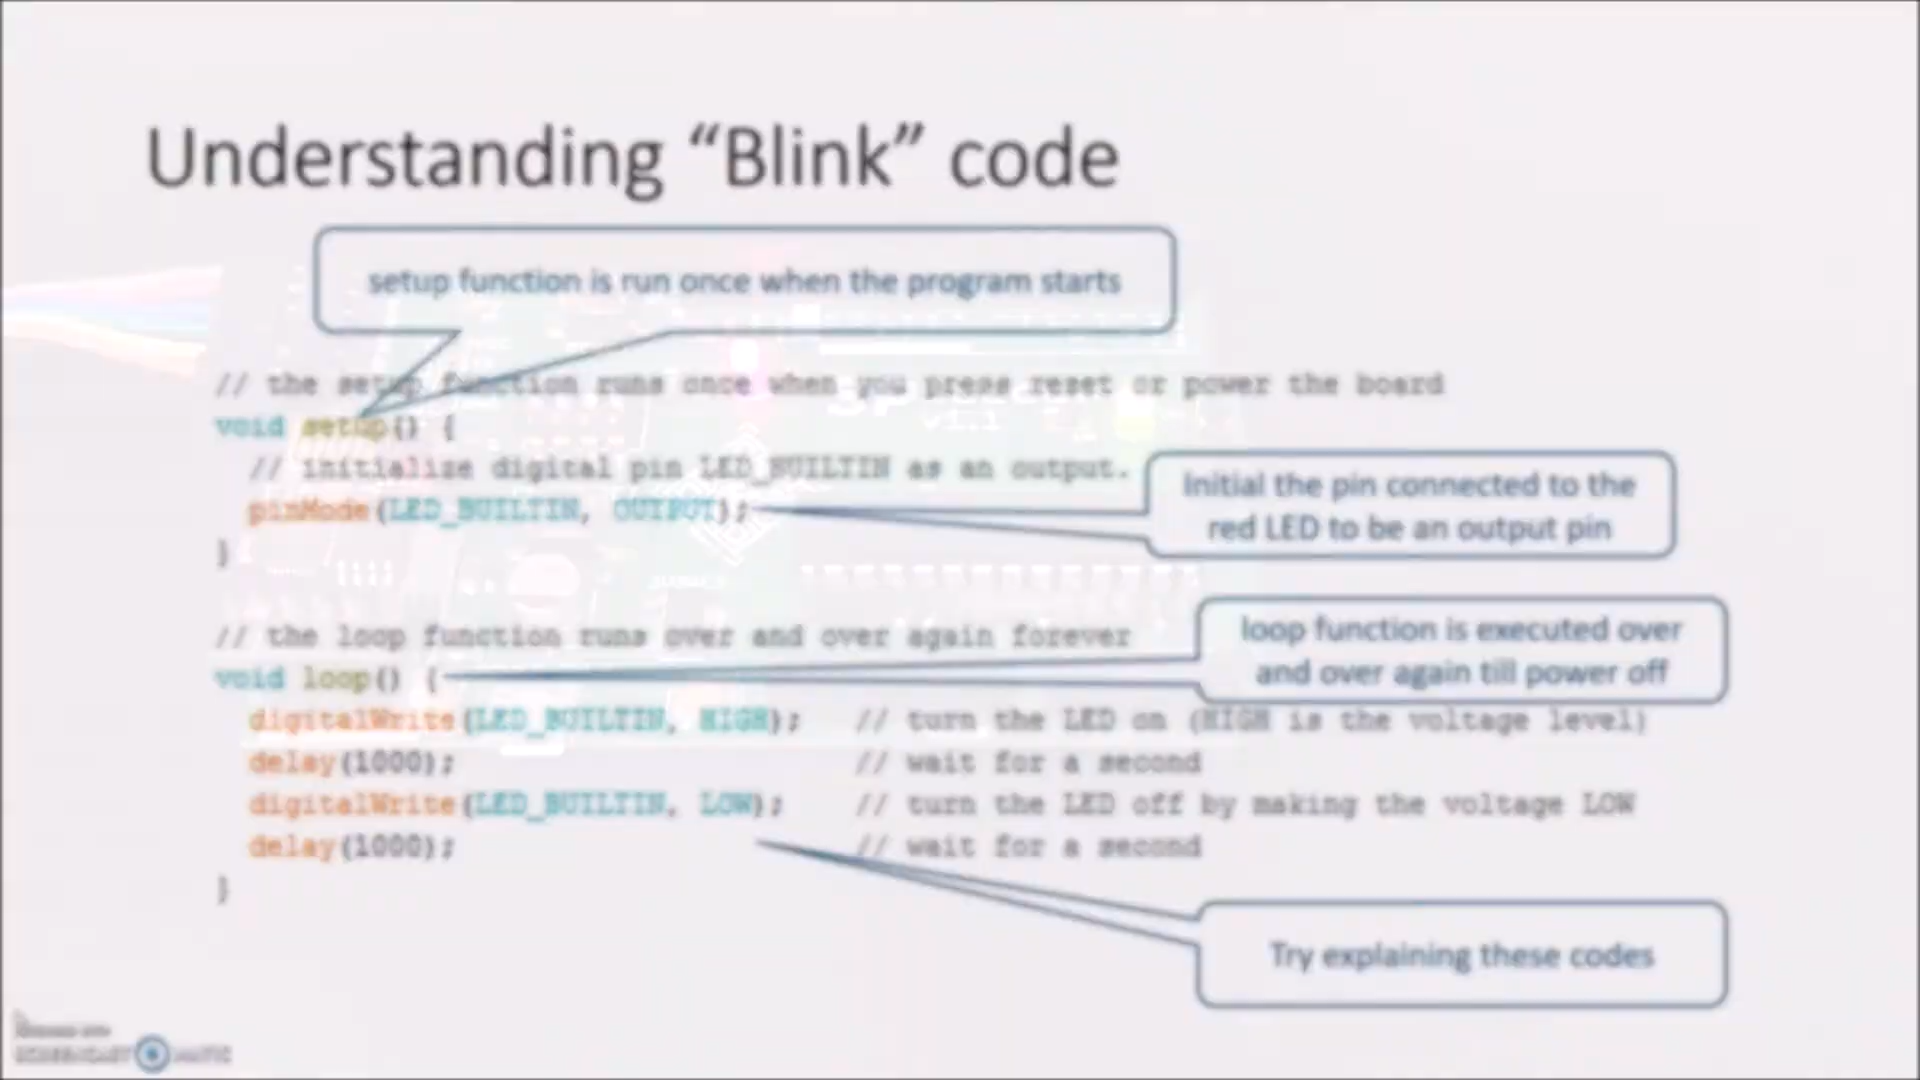 Understanding “Blink” code
setup function is run once when the program starts
// the setup function runs once when you press reset or power the board
void setup() {
// initialize digital pin LED_BUILTIN as an output.
pinMode(LED_BUILTIN, OUTPUT);
Initial the pin connected to the
red LED to be an output pin
}
// the loop function runs over and over again forever
void loop() {
loop function is executed over
and over again till power off
digitalWrite(LED_BUILTIN, HIGH); // turn the LED on (HIGH is the voltage level)
delay(1000); // wait for a second
digitalWrite(LED_BUILTIN, LOW); // turn the LED off by making the voltage LOW
delay(1000); // wait for a second
}
Try explaining these codes